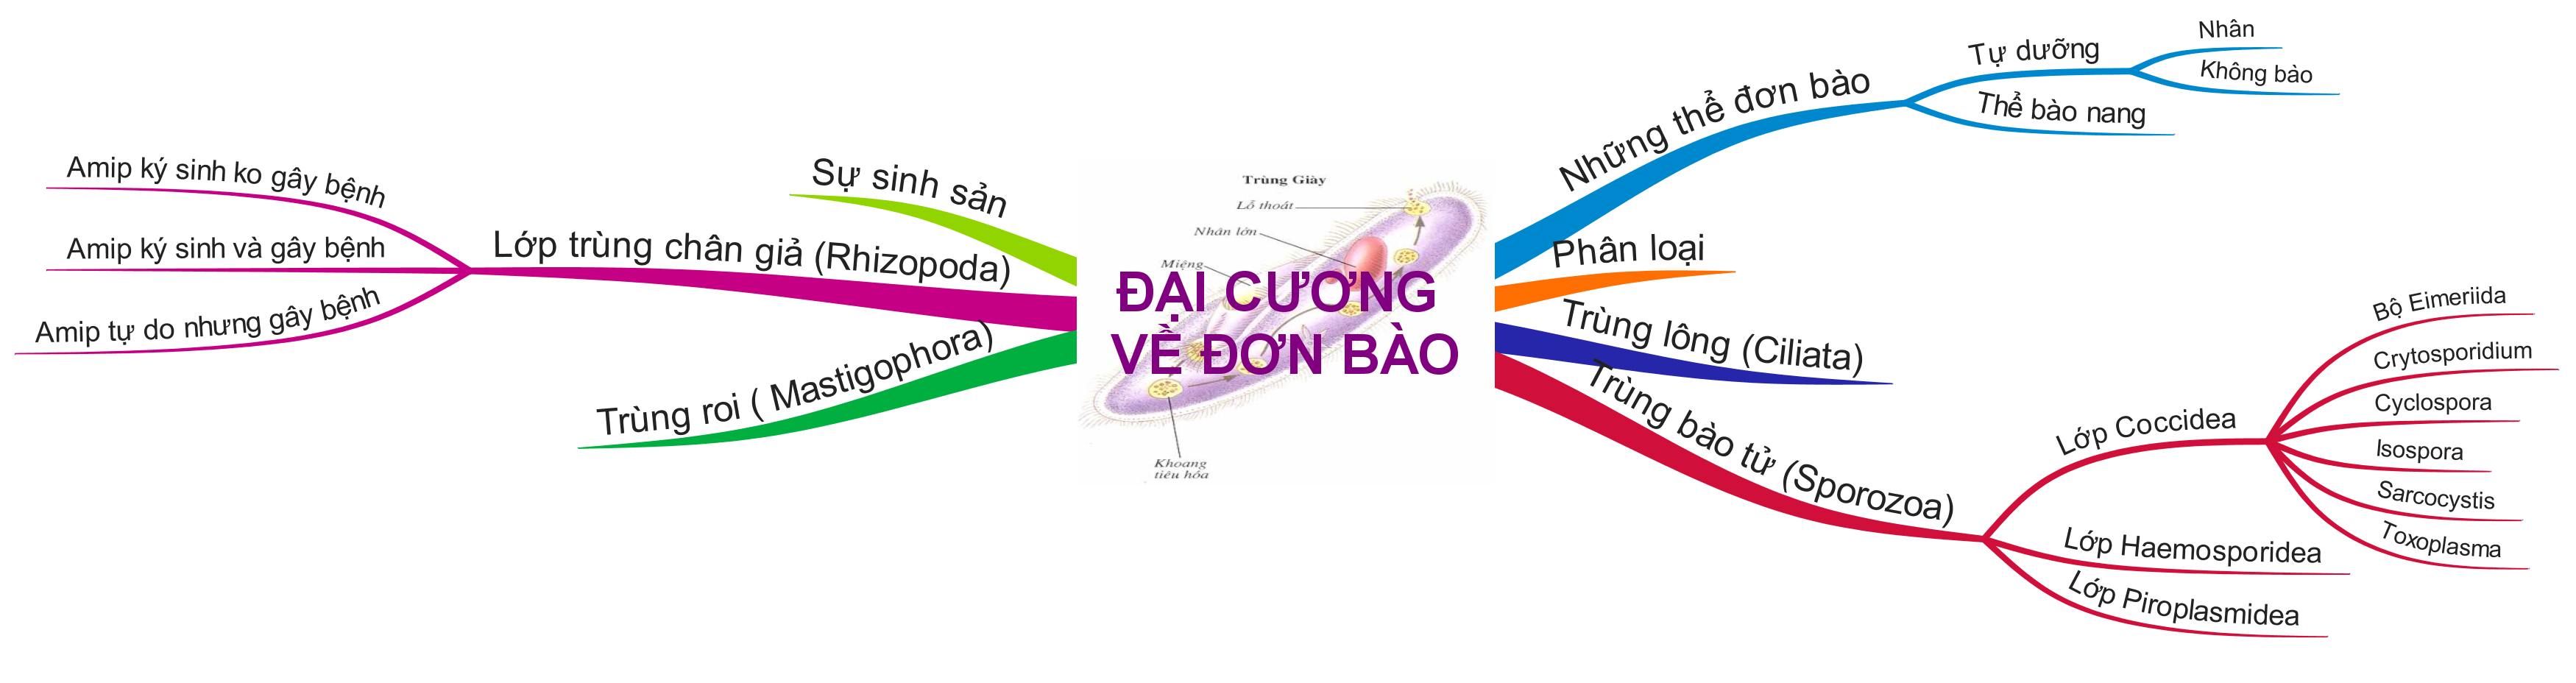 ĐẠI CƯƠNG
VỀ ĐƠN BÀO
Trùng Giày
Lỗ thoát
Nhân lớn
Miệng
Khoang
tiêu hóa
Những thể đơn bào
Tự dưỡng
Nhân
Không bào
Thể bào nang
Phân loại
Trùng lông (Ciliata)
Trùng bào tử (Sporozoa)
Lớp Coccidea
Bộ Eimeriida
Crytosporidium
Cyclospora
Isospora
Sarcocystis
Toxoplasma
Lớp Haemosporidea
Lớp Piroplasmidea
Sự sinh sản
Lớp trùng chân giả (Rhizopoda)
Amip ký sinh ko gây bệnh
Amip ký sinh và gây bệnh
Amip tự do nhưng gây bệnh
Trùng roi ( Mastigophora)